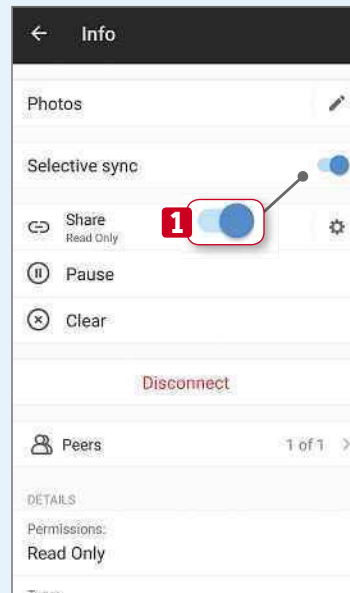 Info
Photos
Selective sync
Share
Read Only
1
Pause
Clear
Disconnect
Peers 1 of 1
DETAILS
Permissions:
Read Only